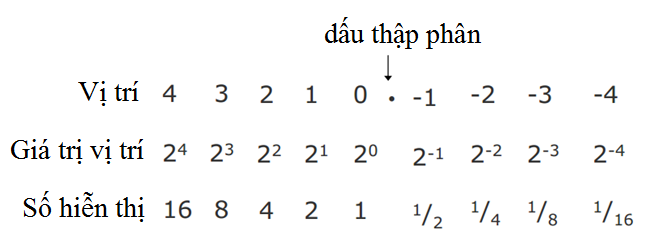 dấu thập phân
Vị trí 4 3 2 1 0 . -1 -2 -3 -4
Giá trị vị trí 2⁴ 2³ 2² 2¹ 2⁰ 2⁻¹ 2⁻² 2⁻³ 2⁻⁴
Số hiễn thị 16 8 4 2 1 1/2 1/4 1/8 1/16